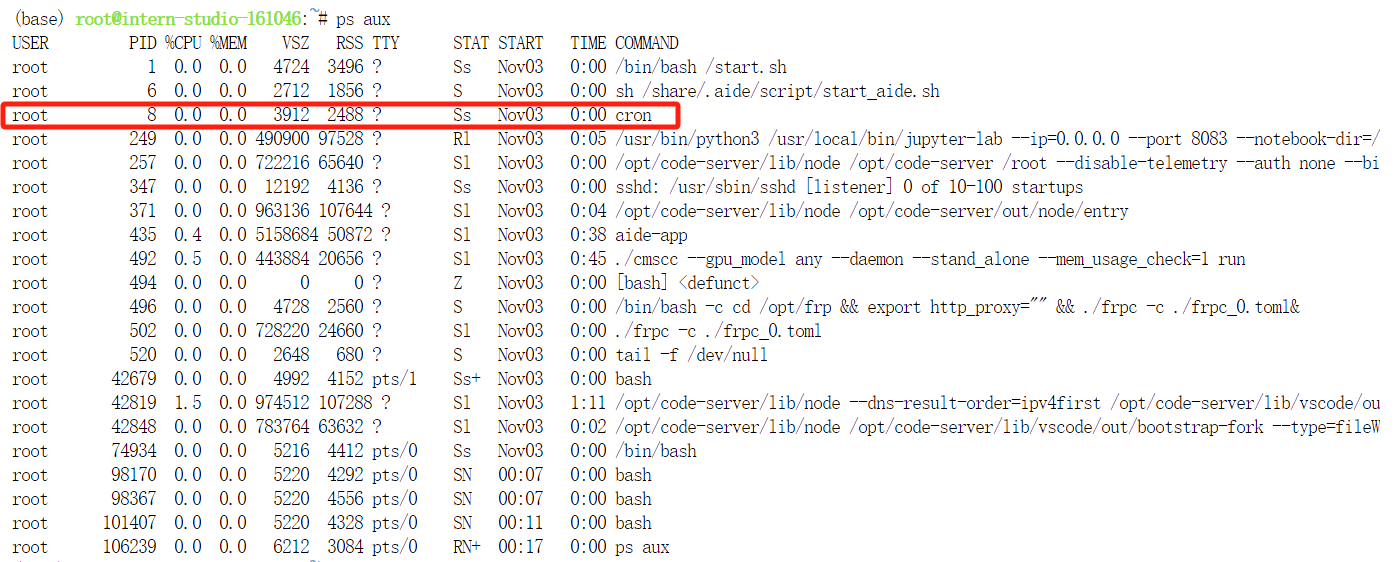 (base) root@intern-studio-161046:~# ps aux
USER PID %CPU %MEM VSZ RSS TTY STAT START TIME COMMAND
root 1 0.0 0.0 4724 3496 ? Ss Nov03 0:00 /bin/bash /start.sh
root 6 0.0 0.0 2712 1856 ? S Nov03 0:00 sh /share/.aide/script/start_aide.sh
root 8 0.0 0.0 3912 2488 ? Ss Nov03 0:00 cron
root 249 0.0 0.0 490900 97528 ? Rl Nov03 0:05 /usr/bin/python3 /usr/local/bin/jupyter-lab --ip=0.0.0.0 --port 8083 --notebook-dir=/
root 257 0.0 0.0 722216 65640 ? Sl Nov03 0:00 /opt/code-server/lib/node /opt/code-server /root --disable-telemetry --auth none --bi
root 347 0.0 0.0 12192 4136 ? Ss Nov03 0:00 sshd: /usr/sbin/sshd [listener] 0 of 10-100 startups
root 371 0.0 0.0 963136 107644 ? Sl Nov03 0:04 /opt/code-server/lib/node /opt/code-server/out/node/entry
root 435 0.4 0.0 5158684 50872 ? Sl Nov03 0:38 aide-app
root 492 0.5 0.0 443884 20656 ? Sl Nov03 0:45 ./cmscc --gpu_model any --daemon --stand_alone --mem_usage_check=1 run
root 494 0.0 0.0 0 0 ? Z Nov03 0:00 [bash] <defunct>
root 496 0.0 0.0 4728 2560 ? S Nov03 0:00 /bin/bash -c cd /opt/frp && export http_proxy="" && ./frpc -c ./frpc_0.toml&
root 502 0.0 0.0 728220 24660 ? Sl Nov03 0:00 ./frpc -c ./frpc_0.toml
root 520 0.0 0.0 2648 680 ? S Nov03 0:00 tail -f /dev/null
root 42679 0.0 0.0 4992 4152 pts/1 Ss+ Nov03 0:00 bash
root 42819 1.5 0.0 974512 107288 ? Sl Nov03 1:11 /opt/code-server/lib/node --dns-result-order=ipv4first /opt/code-server/lib/vscode/ou
root 42848 0.0 0.0 783764 63632 ? Sl Nov03 0:02 /opt/code-server/lib/node /opt/code-server/lib/vscode/out/bootstrap-fork --type=fileW
root 74934 0.0 0.0 5216 4412 pts/0 Ss Nov03 0:00 /bin/bash
root 98170 0.0 0.0 5220 4292 pts/0 SN 00:07 0:00 bash
root 98367 0.0 0.0 5220 4556 pts/0 SN 00:07 0:00 bash
root 101407 0.0 0.0 5220 4328 pts/0 SN 00:11 0:00 bash
root 106239 0.0 0.0 6212 3084 pts/0 RN+ 00:17 0:00 ps aux